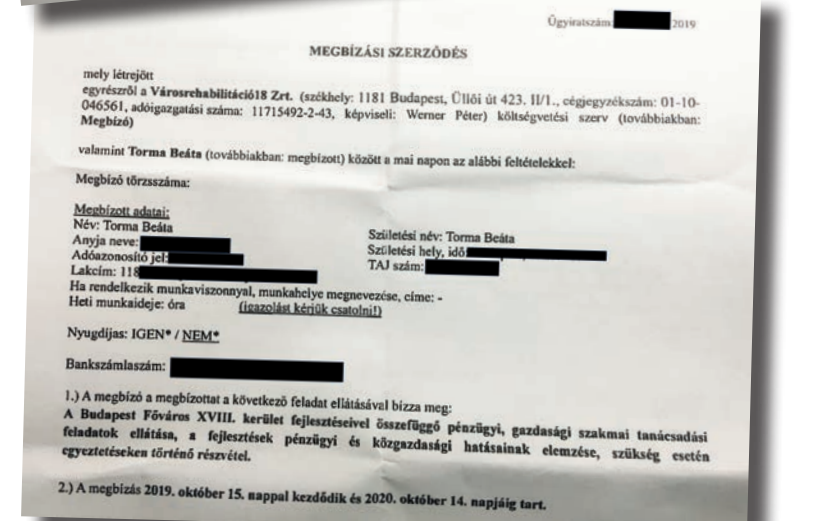 Ügyiratszám 2019
MEGBÍZÁSI SZERZŐDÉS
mely létrejött
egyrészről a Városrehabilitáció18 Zrt. (székhely: 1181 Budapest, Üllői út 423. II/1., cégjegyzékszám: 01-10-
046561, adóigazgatási száma: 11715492-2-43, képviseli: Werner Péter) költségvetési szerv (továbbiakban:
Megbízó)
valamint Torma Beáta (továbbiakban: megbízott) között a mai napon az alábbi feltételekkel:
Megbízó törzsszáma:
Megbízott adatai:
Név: Torma Beáta
Születési név: Torma Beáta
Anyja neve:
Születési hely, idő
Adóazonosító jel:
TAJ szám:
Lakcím: 118
Ha rendelkezik munkaviszonnyal, munkahelye megnevezése, címe: -
Heti munkaideje: óra (igazolást kérjük csatolni!)
Nyugdíjas: IGEN* / NEM*
Bankszámlaszám:
1.) A megbízó a megbízottat a következő feladat ellátásával bízza meg:
A Budapest Főváros XVIII. kerület fejlesztéseivel összefüggő pénzügyi, gazdasági szakmai tanácsadási
feladatok ellátása, a fejlesztések pénzügyi és közgazdasági hatásainak elemzése, szükség esetén
egyeztetéseken történő részvétel.
2.) A megbízás 2019. október 15. nappal kezdődik és 2020. október 14. napjáig tart.